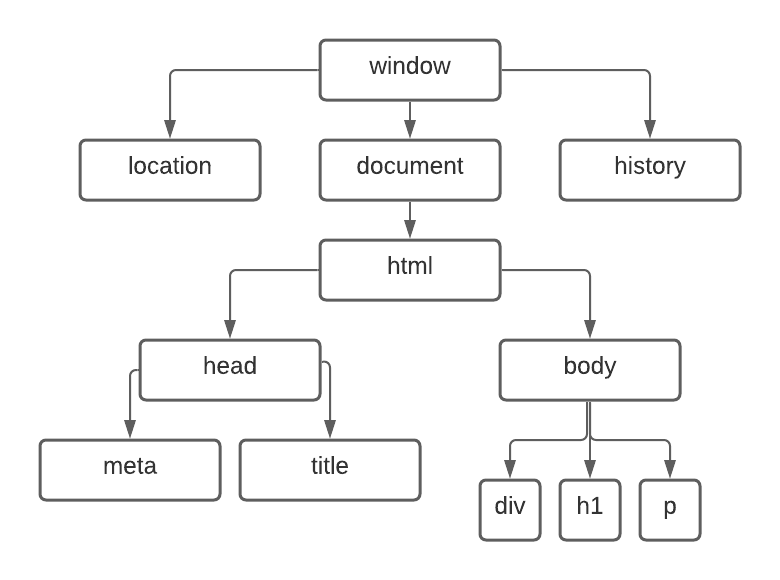 window
location
document
history
html
head
body
meta
title
div
h1
p